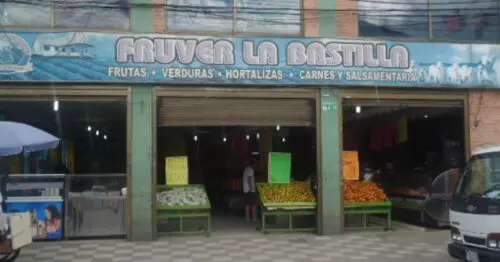 FRUVER LA BASTILLA
FRUTAS • VERDURAS • HORTALIZAS • CARNES Y SALSAMENTARIA